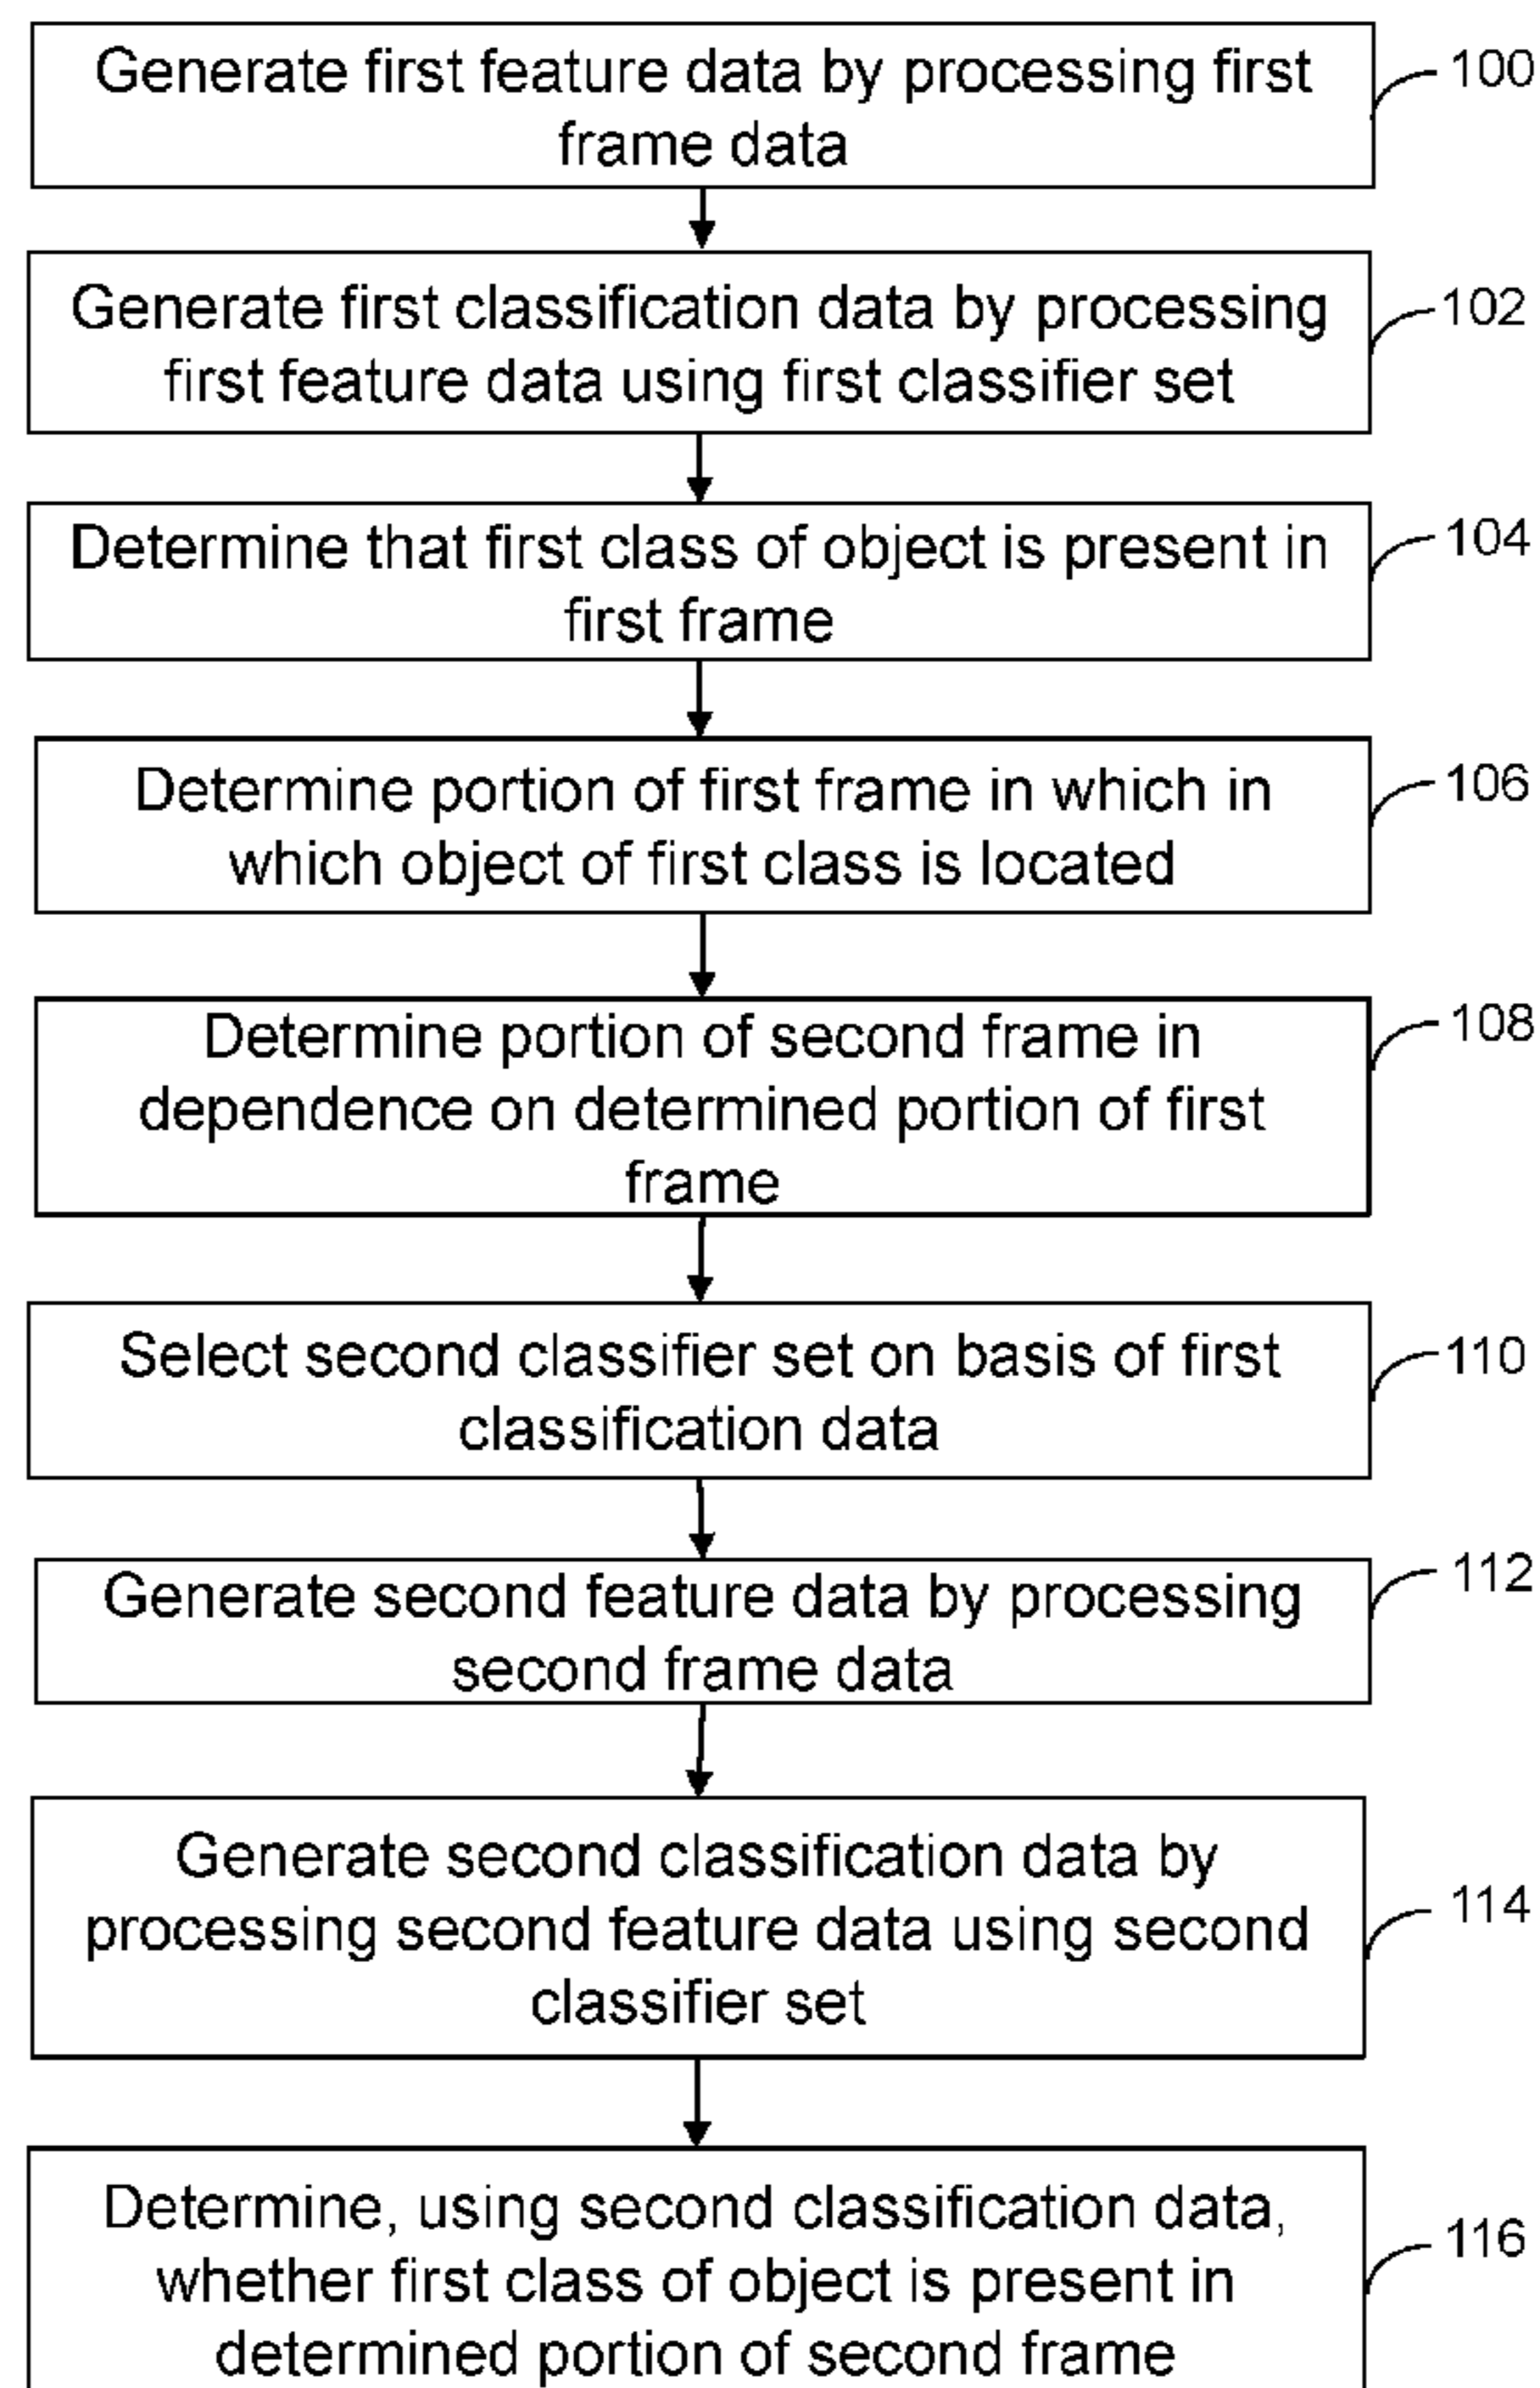 Generate first feature data by processing first
frame data
100
Generate first classification data by processing
first feature data using first classifier set
102
Determine that first class of object is present in
first frame
104
Determine portion of first frame in which in
which object of first class is located
106
Determine portion of second frame in
dependence on determined portion of first
frame
108
Select second classifier set on basis of first
classification data
110
Generate second feature data by processing
second frame data
112
Generate second classification data by
processing second feature data using second
classifier set
114
Determine, using second classification data,
whether first class of object is present in
determined portion of second frame
116